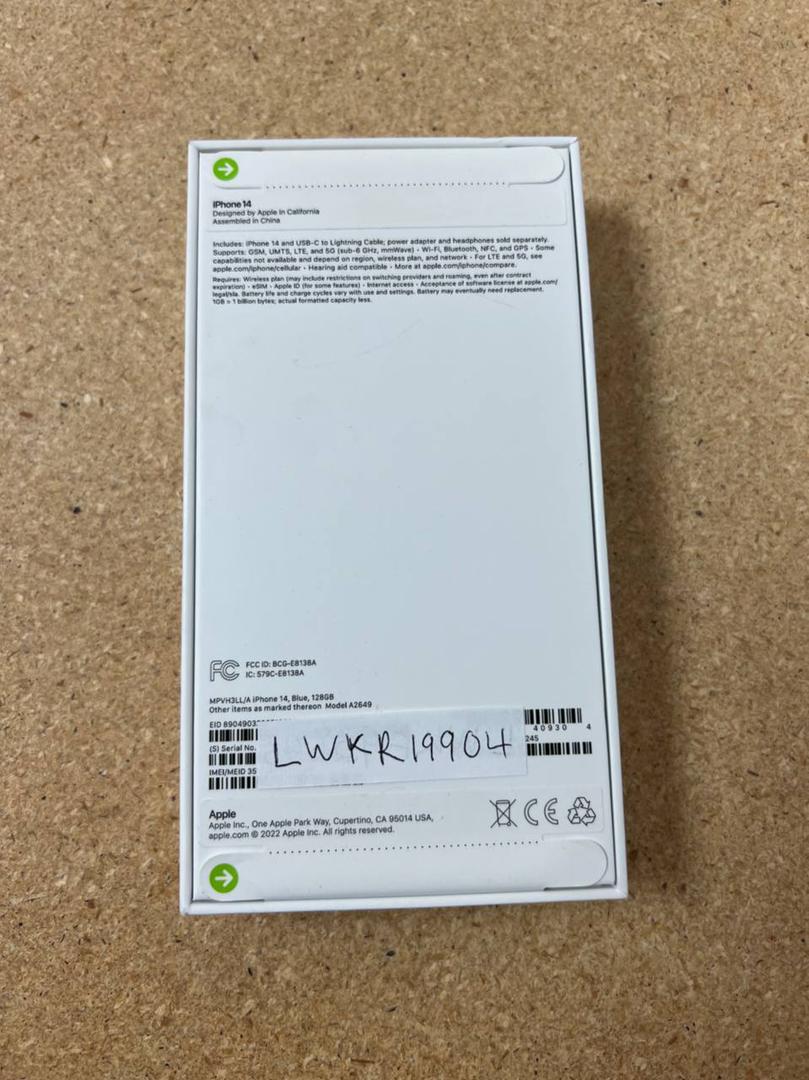 iPhone 14
Designed by Apple in California
Assembled in China
Includes: iPhone 14 and USB-C to Lightning Cable; power adapter and headphones sold separately.
Supports: GSM, UMTS, LTE, and 5G (sub-6 GHz, mmWave) • Wi-Fi, Bluetooth, NFC, and GPS • Some
capabilities not available and depend on region, wireless plan, and network • For LTE and 5G, see
apple.com/iphone/cellular • Hearing aid compatible • More at apple.com/iphone/compare.
Requires: Wireless plan (may include restrictions on switching providers and roaming, even after contract
expiration) • eSIM • Apple ID (for some features) • Internet access • Acceptance of software license at apple.com/
legal/sla. Battery life and charge cycles vary with use and settings. Battery may eventually need replacement.
1GB = 1 billion bytes; actual formatted capacity less.
FC FCC ID: BCG-E8138A
IC: 579C-E8138A
MPVH3LL/A iPhone 14, Blue, 128GB
Other items as marked thereon Model A2649
EID 8904903
40930 4
(S) Serial No.
245
LWKR19904
IMEI/MEID 35
Apple
Apple Inc., One Apple Park Way, Cupertino, CA 95014 USA,
apple.com © 2022 Apple Inc. All rights reserved.